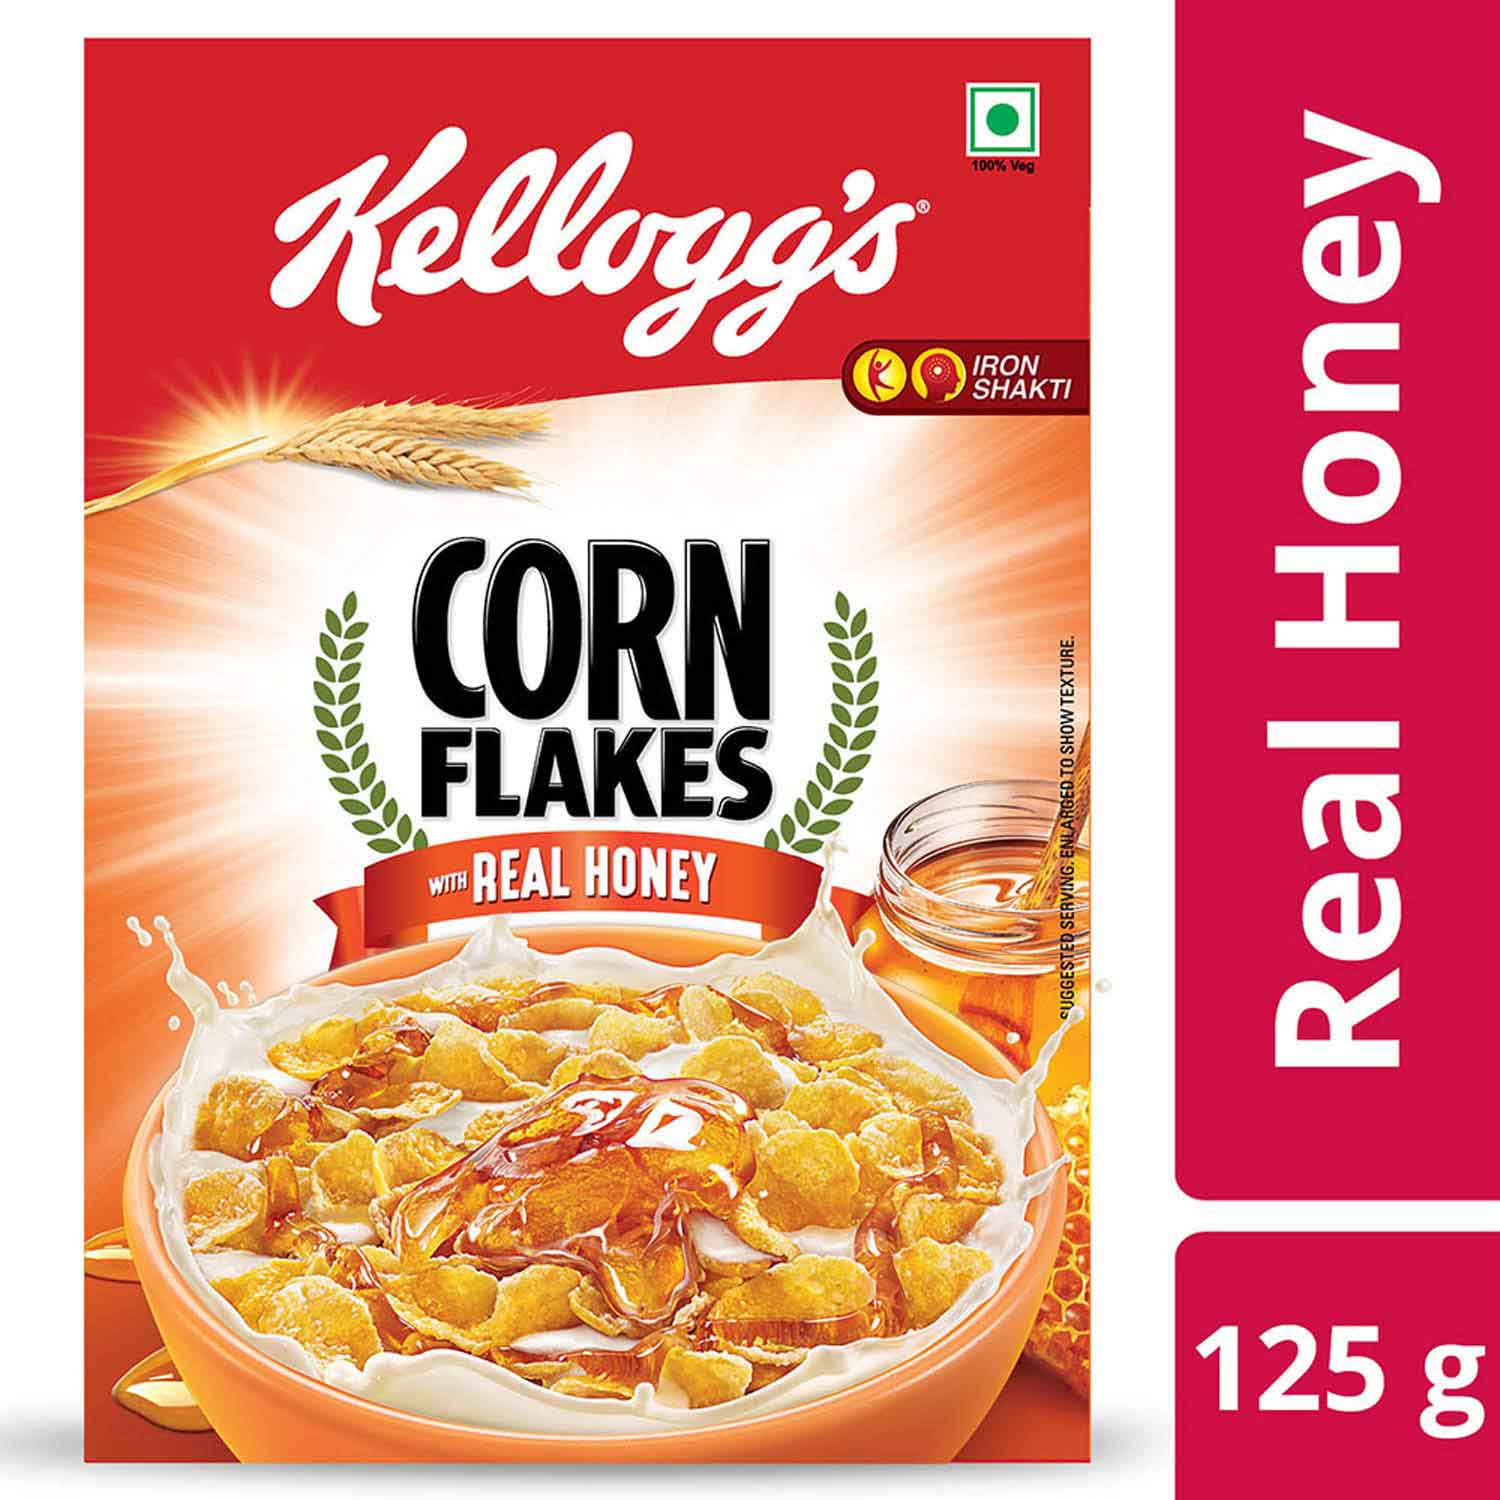 Kellogg's®
100% Veg
IRON
SHAKTI
CORN
FLAKES
WITH REAL HONEY
SUGGESTED SERVING. ENLARGED TO SHOW TEXTURE.
Real Honey
125 g